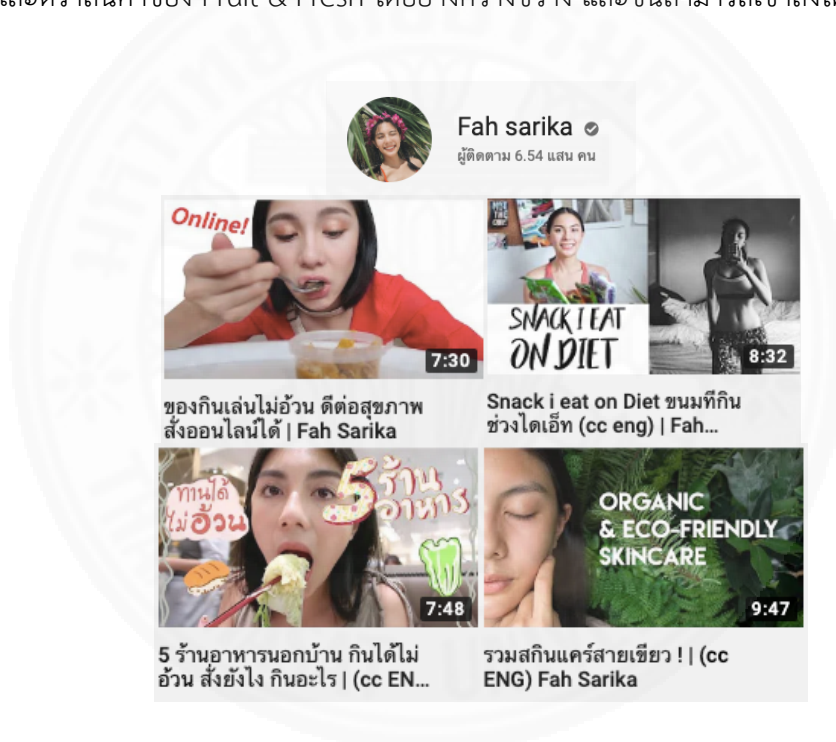 Fah sarika
ผู้ติดตาม 6.54 แสน คน
Online!
7:30
SNACK I EAT
ON DIET
8:32
ของกินเล่นไม่อ้วน ดีต่อสุขภาพ
สั่งออนไลน์ได้ | Fah Sarika
Snack i eat on Diet ขนมที่กิน
ช่วงไดเอ็ท (cc eng) | Fah...
ทานได้
ไม่อ้วน
5 ร้าน
อาหาร
7:48
ORGANIC
& ECO-FRIENDLY
SKINCARE
9:47
5 ร้านอาหารนอกบ้าน กินได้ไม่
อ้วน สั่งยังไง กินอะไร | (cc EN...
รวมสกินแคร์สายเขียว ! | (cc
ENG) Fah Sarika